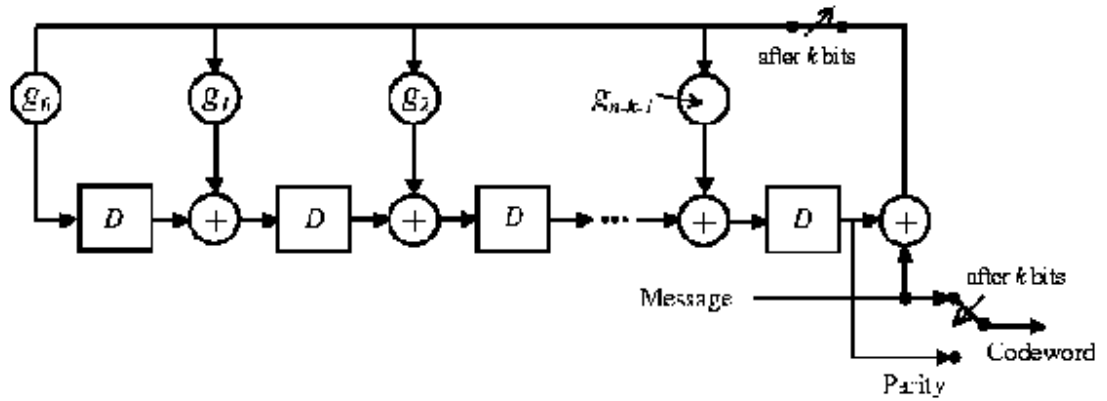 after k bits
g₀ g₁ g₂ gₙ₋ₖ₋₁
D + D + D ... + D +
Message
after k bits
Codeword
Parity